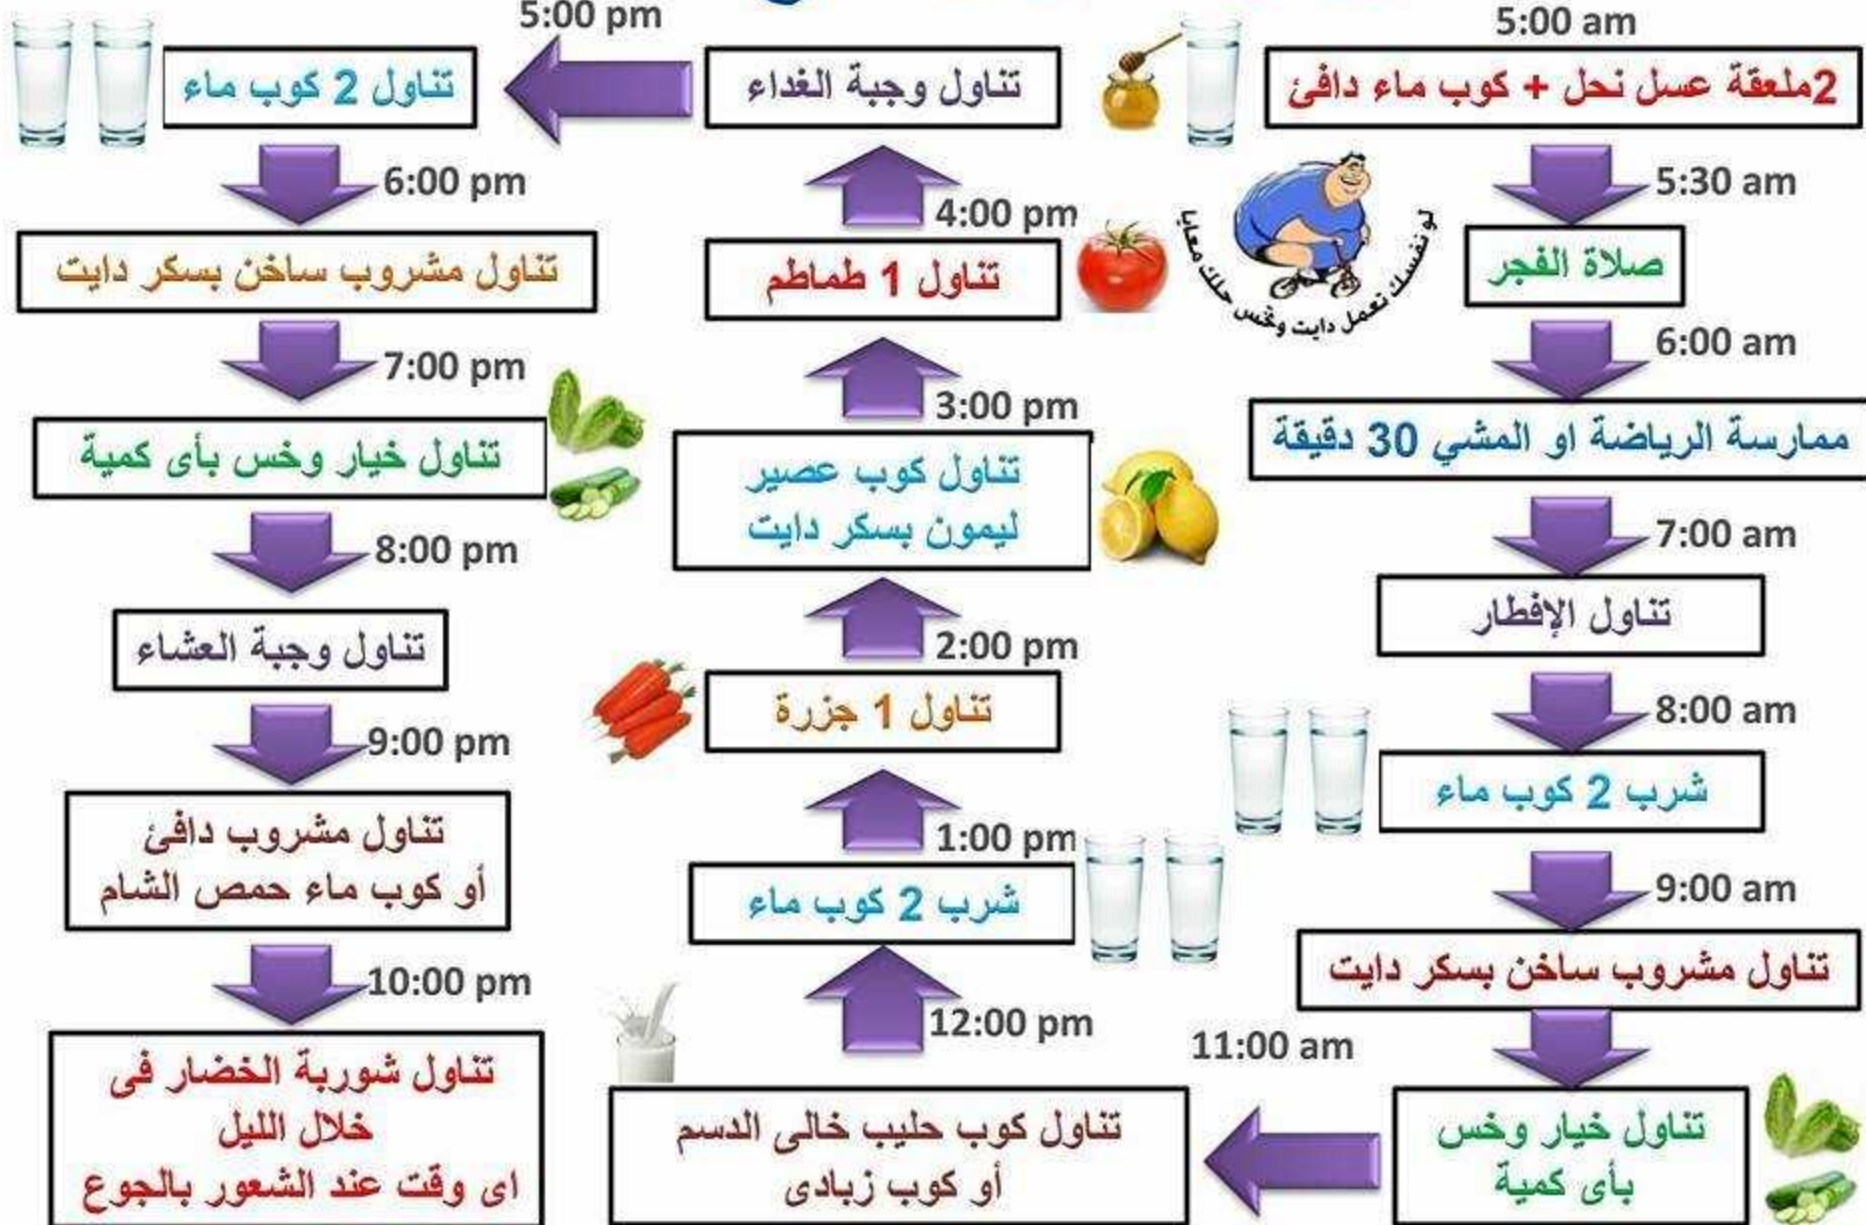 5:00 am
2ملعقة عسل نحل + كوب ماء دافئ
5:30 am
صلاة الفجر
6:00 am
ممارسة الرياضة او المشي 30 دقيقة
7:00 am
تناول الإفطار
8:00 am
شرب 2 كوب ماء
9:00 am
تناول مشروب ساخن بسكر دايت
تناول خيار وخس
بأى كمية
11:00 am
تناول كوب حليب خالى الدسم
أو كوب زبادى
12:00 pm
شرب 2 كوب ماء
1:00 pm
تناول 1 جزرة
2:00 pm
تناول كوب عصير
ليمون بسكر دايت
3:00 pm
تناول 1 طماطم
4:00 pm
تناول وجبة الغداء
5:00 pm
تناول 2 كوب ماء
6:00 pm
تناول مشروب ساخن بسكر دايت
7:00 pm
تناول خيار وخس بأى كمية
8:00 pm
تناول وجبة العشاء
9:00 pm
تناول مشروب دافئ
أو كوب ماء حمص الشام
10:00 pm
تناول شوربة الخضار فى
خلال الليل
اى وقت عند الشعور بالجوع
لو نفسك تعمل دايت وتخس خلك معايا